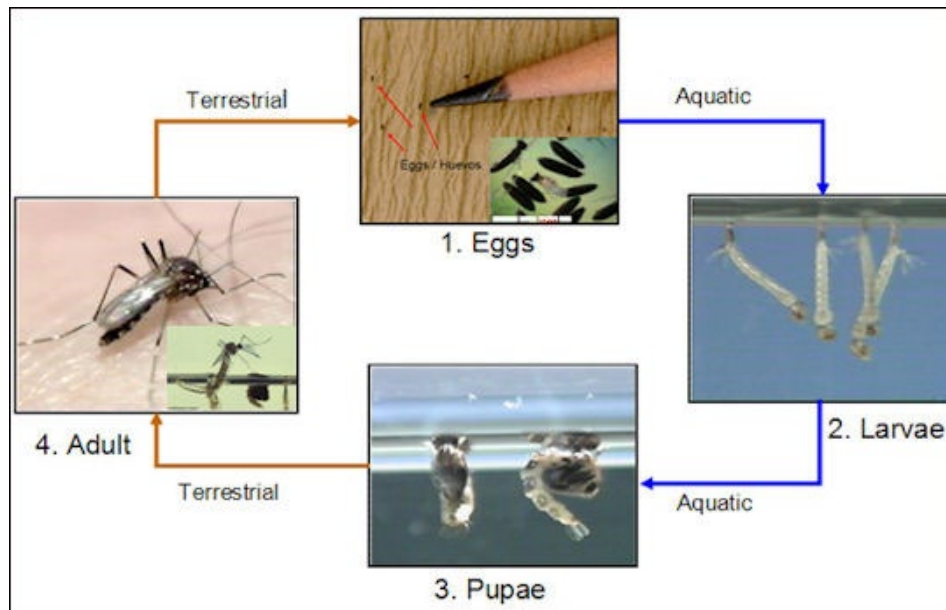 Terrestrial
Aquatic
Eggs / Huevos
1. Eggs
2. Larvae
4. Adult
Terrestrial
Aquatic
3. Pupae